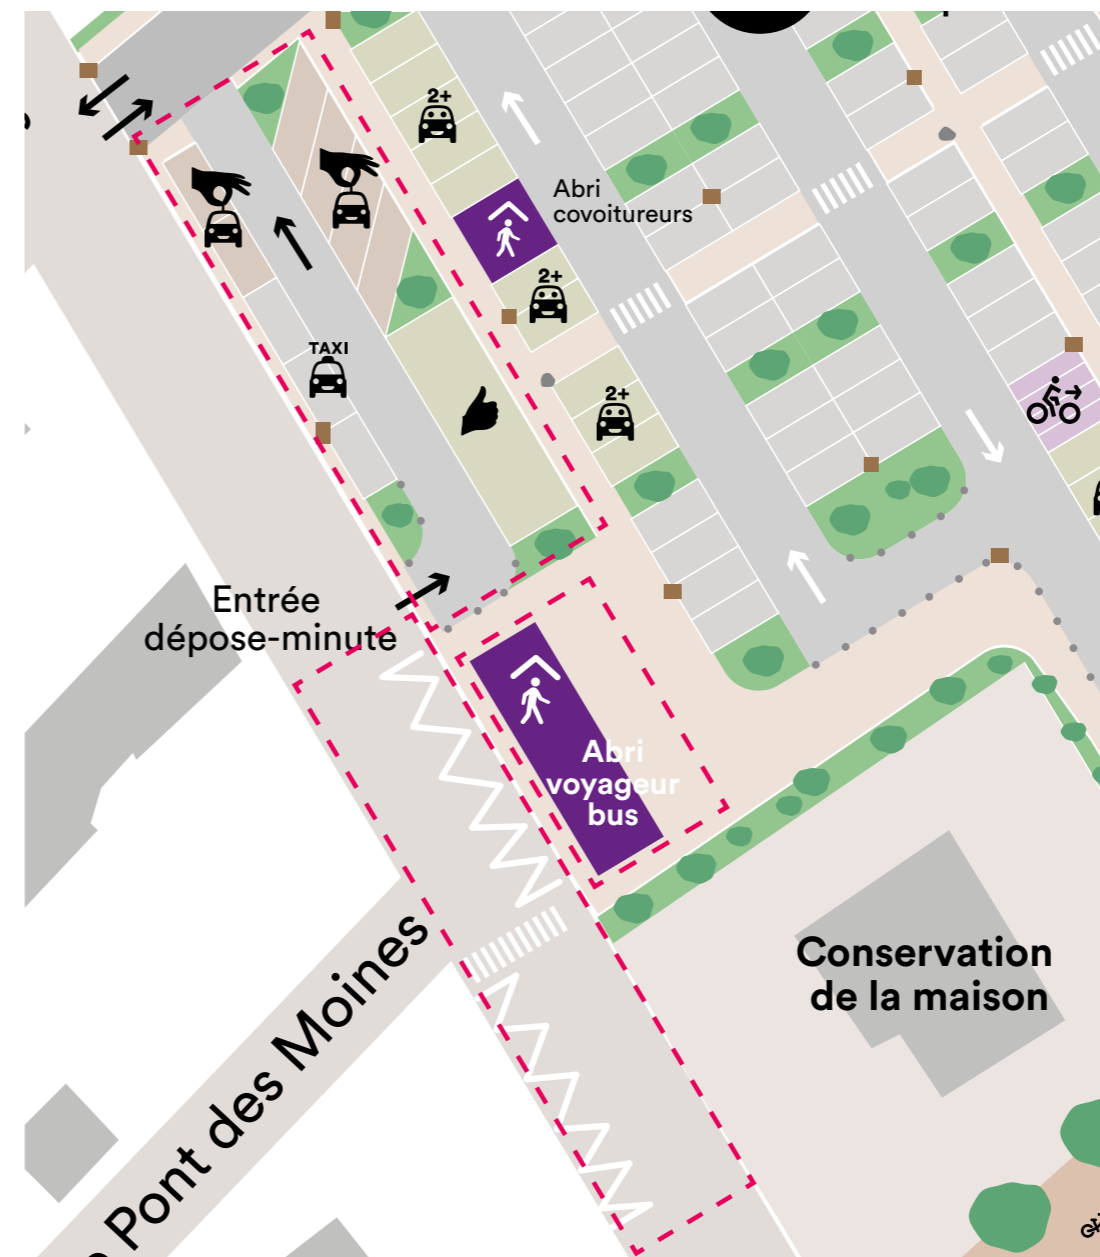 2+
Abri
covoitureurs
2+
TAXI
2+
Entrée
dépose-minute
Abri
voyageur
bus
Conservation
de la maison
Pont des Moines